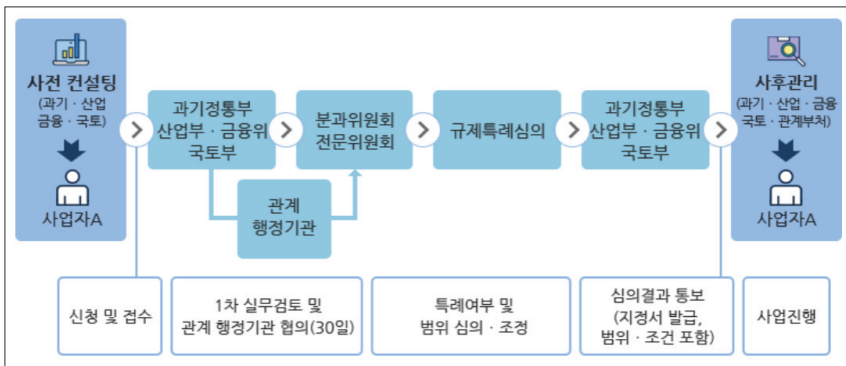 사전 컨설팅
(과기 · 산업
금융 · 국토)
사업자A
과기정통부
산업부 · 금융위
국토부
관계
행정기관
분과위원회
전문위원회
규제특례심의
과기정통부
산업부 · 금융위
국토부
사후관리
(과기 · 산업 · 금융
국토 · 관계부처)
사업자A
신청 및 접수
1차 실무검토 및
관계 행정기관 협의(30일)
특례여부 및
범위 심의 · 조정
심의결과 통보
(지정서 발급,
범위 · 조건 포함)
사업진행